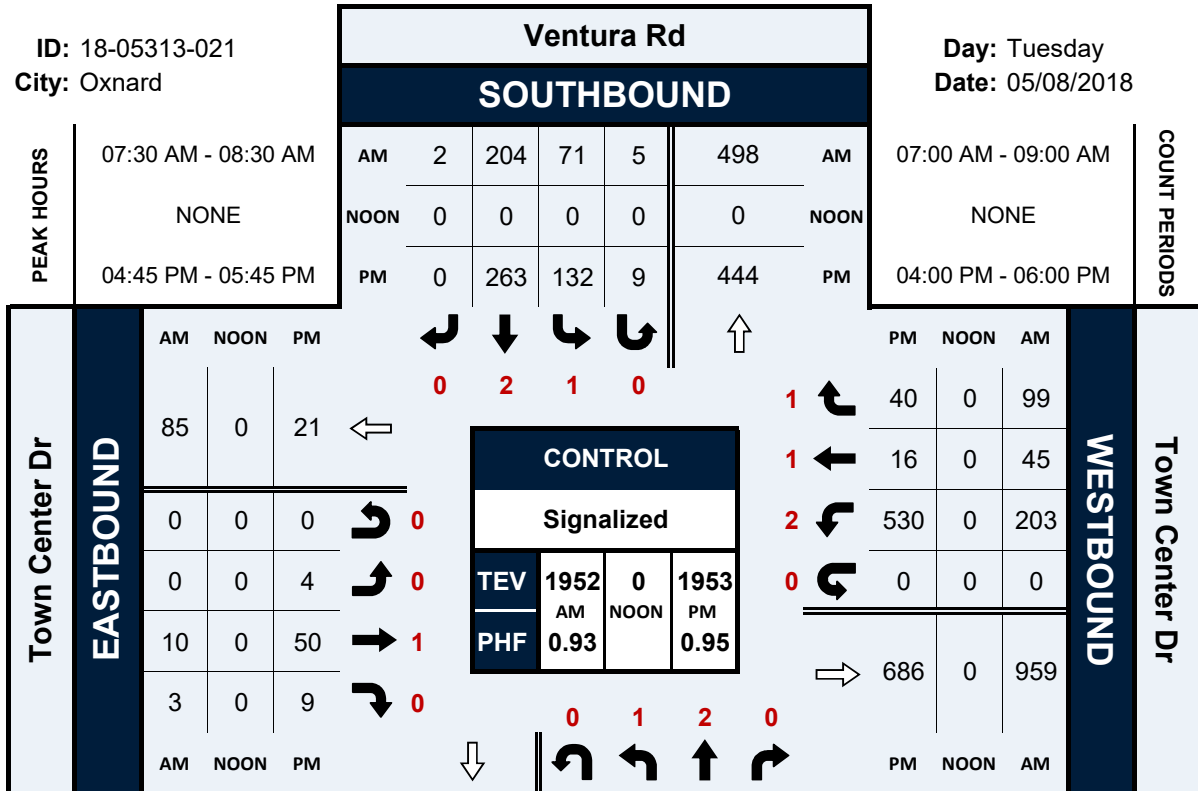 ID: 18-05313-021
City: Oxnard
Ventura Rd
SOUTHBOUND
Day: Tuesday
Date: 05/08/2018
PEAK HOURS
07:30 AM - 08:30 AM
NONE
04:45 PM - 05:45 PM
AM 2 204 71 5 498 AM
NOON 0 0 0 0 0 NOON
PM 0 263 132 9 444 PM
07:00 AM - 09:00 AM
NONE
04:00 PM - 06:00 PM
COUNT PERIODS
0 2 1 0
Town Center Dr
EASTBOUND
AM NOON PM
85 0 21
0 0 0 0
0 0 4 0
10 0 50 1
3 0 9 0
AM NOON PM
CONTROL
Signalized
TEV 1952 0 1953
AM NOON PM
PHF 0.93 0.95
PM NOON AM
1 40 0 99
1 16 0 45
2 530 0 203
0 0 0 0
686 0 959
PM NOON AM
WESTBOUND
Town Center Dr
0 1 2 0